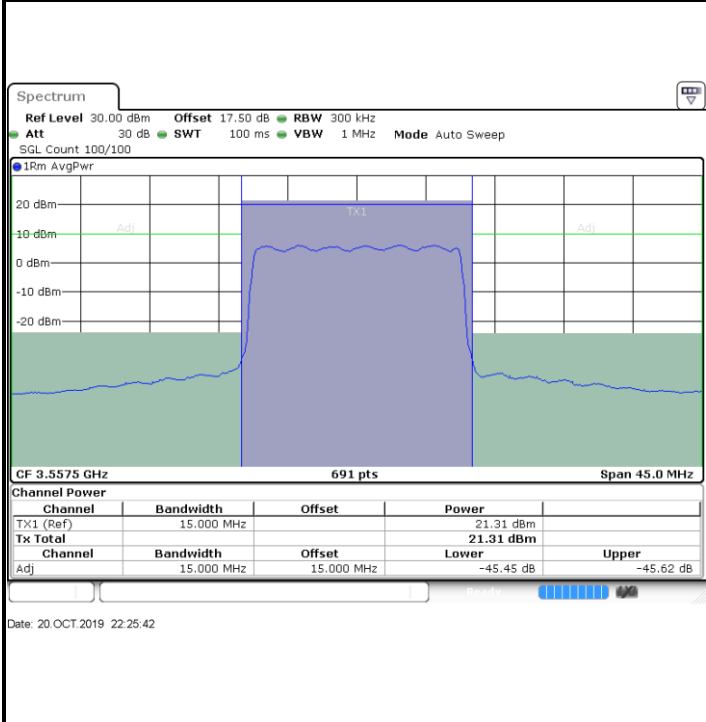 Spectrum
Ref Level 30.00 dBm Offset 17.50 dB RBW 300 kHz
Att 30 dB SWT 100 ms VBW 1 MHz Mode Auto Sweep
SGL Count 100/100
1Rm AvgPwr
20 dBm
TX1
Adj
Adj
10 dBm
0 dBm
-10 dBm
-20 dBm
CF 3.5575 GHz 691 pts Span 45.0 MHz
Channel Power
Channel Bandwidth Offset Power
TX1 (Ref) 15.000 MHz 21.31 dBm
Tx Total 21.31 dBm
Channel Bandwidth Offset Lower Upper
Adj 15.000 MHz 15.000 MHz -45.45 dB -45.62 dB
Ready
Date: 20.OCT.2019 22:25:42